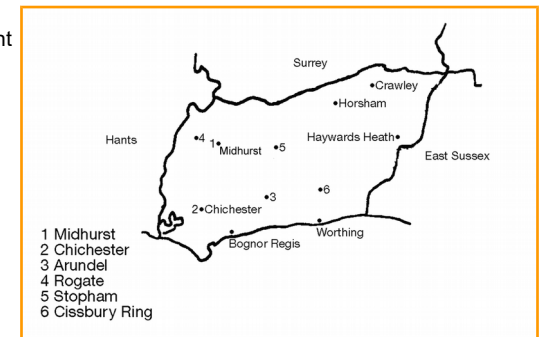 nt
Surrey
Crawley
Horsham
Hants
4
1
Midhurst
5
Haywards Heath
East Sussex
3
6
2 Chichester
Bognor Regis
Worthing
1 Midhurst
2 Chichester
3 Arundel
4 Rogate
5 Stopham
6 Cissbury Ring